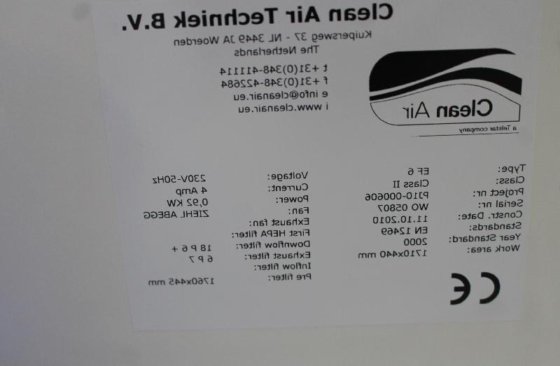 Clean Air Techniek B.V.
Kuipersweg 37 - NL 3449 JA Woerden
The Netherlands
t +31(0)348-411114
f +31(0)348-422684
e info@cleanair.eu
i www.cleanair.eu
Clean Air
a Telstar company
Type: EF 6
Class: Class II
Project nr: PJ10-000606
Serial nr: WO 05807
Constr. Date: 11.10.2010
Standards: EN 12469
Year Standard: 2000
Work area: 1710x440 mm
Voltage: 230V-50Hz
Current: 4 Amp
Power: 0,92 KW
Fan: ZIEHL ABEGG
Exhaust fan:
First HEPA filter:
Downflow filter: 18 P 6 +
Exhaust filter: 6 P 7
Inflow filter:
Pre filter: 1760x445 mm
CE